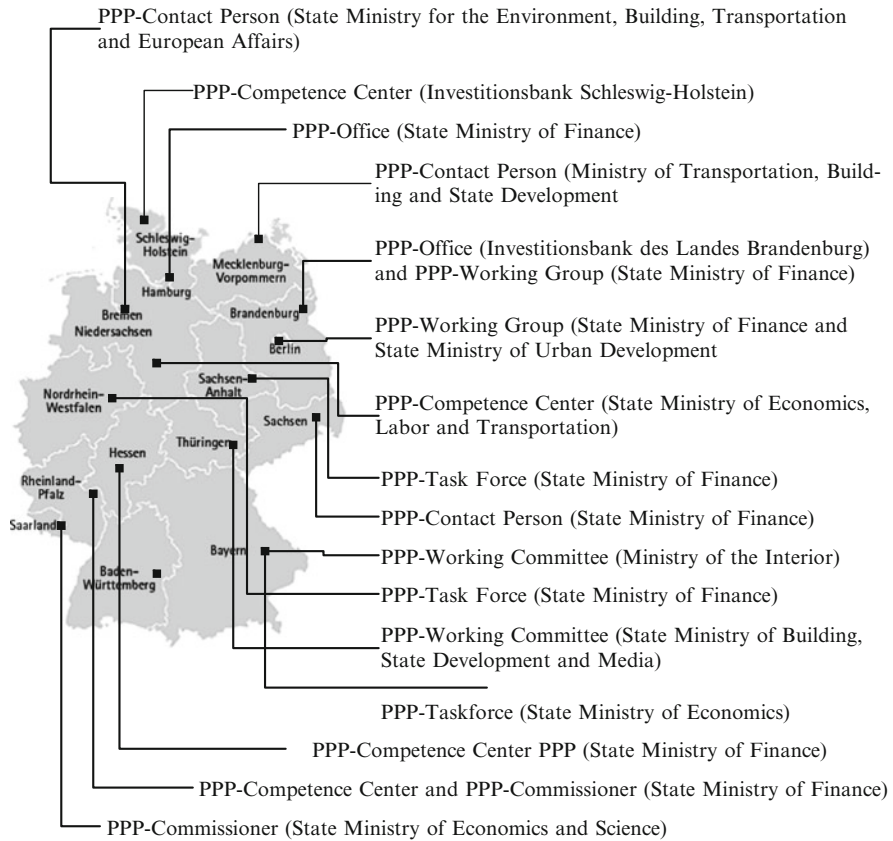 PPP-Contact Person (State Ministry for the Environment, Building, Transportation
and European Affairs)
PPP-Competence Center (Investitionsbank Schleswig-Holstein)
PPP-Office (State Ministry of Finance)
PPP-Contact Person (Ministry of Transportation, Build-
ing and State Development
Schleswig-
Holstein
Mecklenburg-
Vorpommern
Hamburg
PPP-Office (Investitionsbank des Landes Brandenburg)
and PPP-Working Group (State Ministry of Finance)
Bremen
Niedersachsen
Brandenburg
Berlin
PPP-Working Group (State Ministry of Finance and
State Ministry of Urban Development
Sachsen-
Anhalt
Nordrhein-
Westfalen
Sachsen
PPP-Competence Center (State Ministry of Economics,
Labor and Transportation)
Thüringen
Hessen
PPP-Task Force (State Ministry of Finance)
Rheinland-
Pfalz
PPP-Contact Person (State Ministry of Finance)
Saarland
Bayern
PPP-Working Committee (Ministry of the Interior)
Baden-
Württemberg
PPP-Task Force (State Ministry of Finance)
PPP-Working Committee (State Ministry of Building,
State Development and Media)
PPP-Taskforce (State Ministry of Economics)
PPP-Competence Center PPP (State Ministry of Finance)
PPP-Competence Center and PPP-Commissioner (State Ministry of Finance)
PPP-Commissioner (State Ministry of Economics and Science)